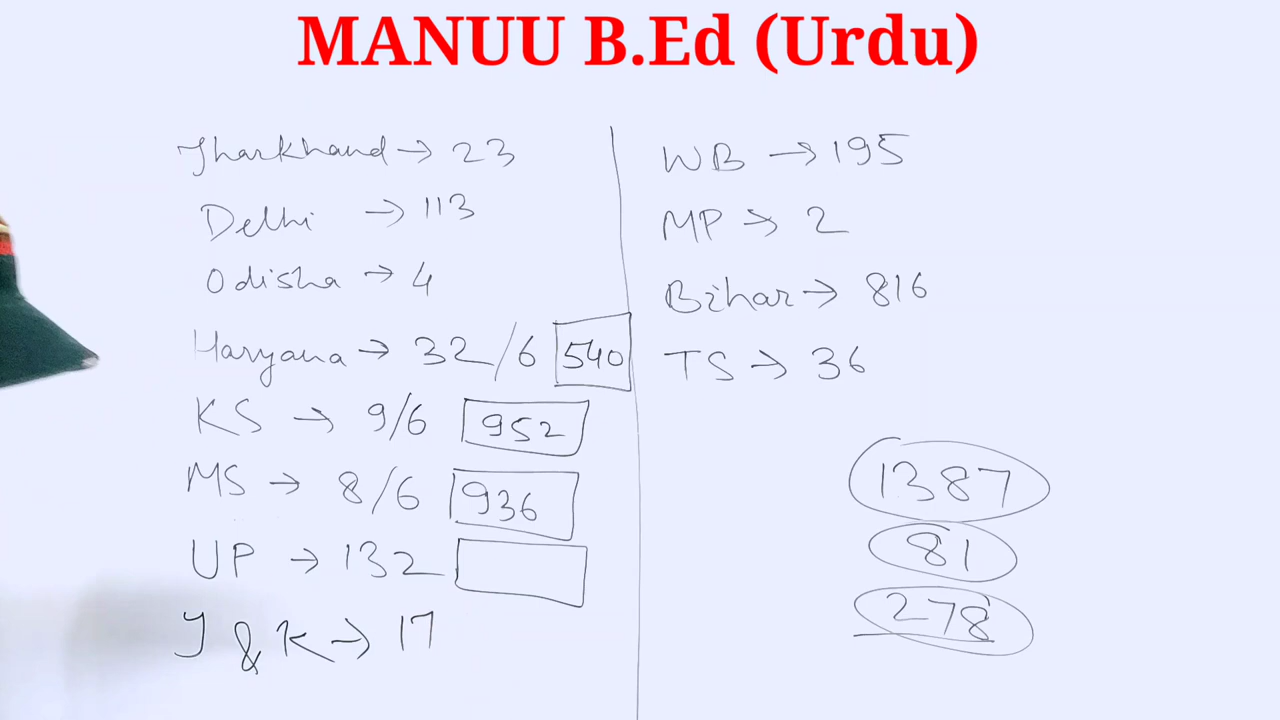 MANUU B.Ed (Urdu)
Jharkhand → 23
Delhi → 113
Odisha → 4
Haryana → 32/6 540
KS → 9/6 952
MS → 8/6 936
UP → 132
J & K → 17
WB → 195
MP → 2
Bihar → 816
TS → 36
1387
81
278